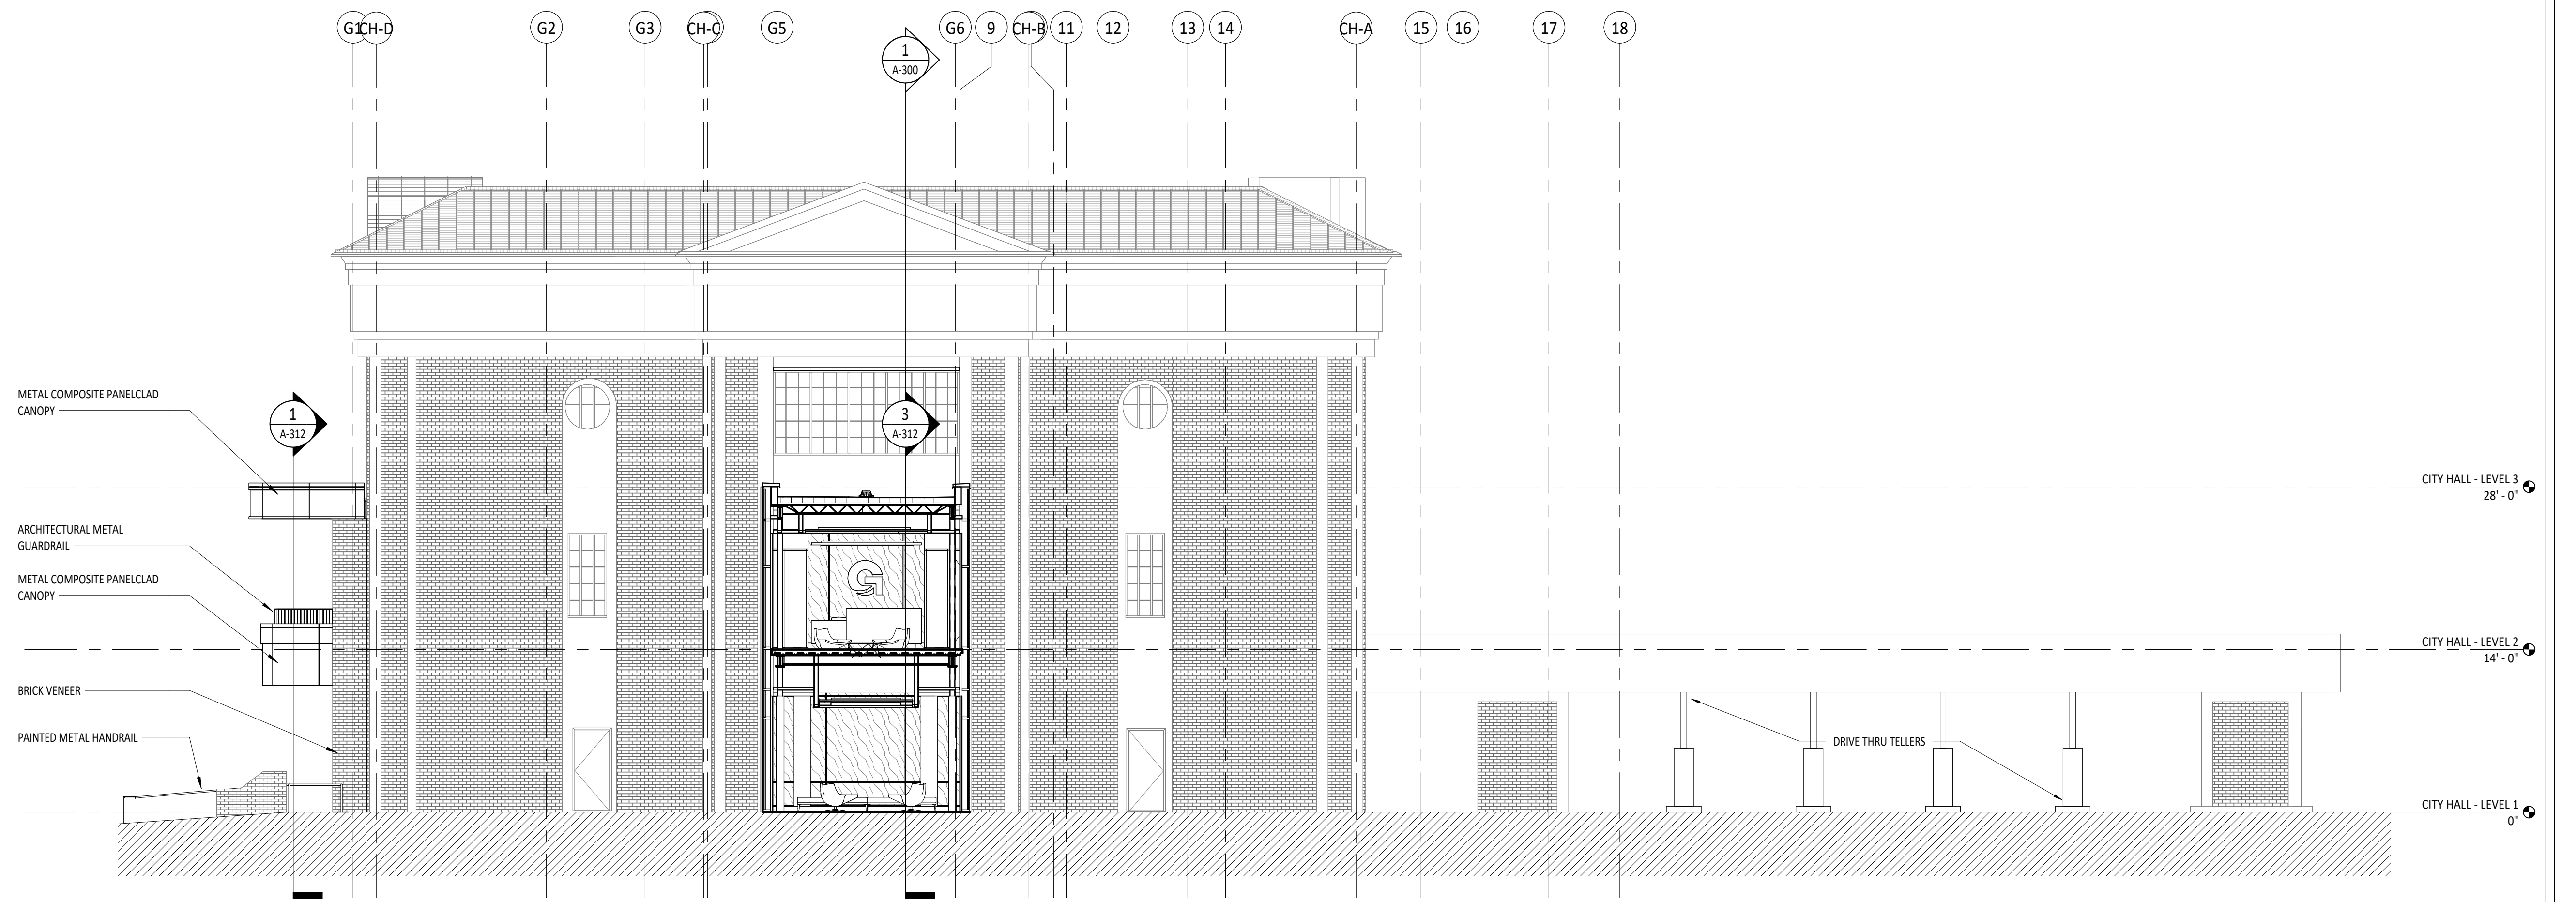 G1
CH-D
G2
G3
CH-C
G5
G6
9
CH-B
11
12
13
14
CH-A
15
16
17
18
1
A-300
METAL COMPOSITE PANELCLAD
CANOPY
1
A-312
3
A-312
CITY HALL - LEVEL 3
28' - 0"
ARCHITECTURAL METAL
GUARDRAIL
METAL COMPOSITE PANELCLAD
CANOPY
G
CITY HALL - LEVEL 2
14' - 0"
BRICK VENEER
PAINTED METAL HANDRAIL
DRIVE THRU TELLERS
CITY HALL - LEVEL 1
0"